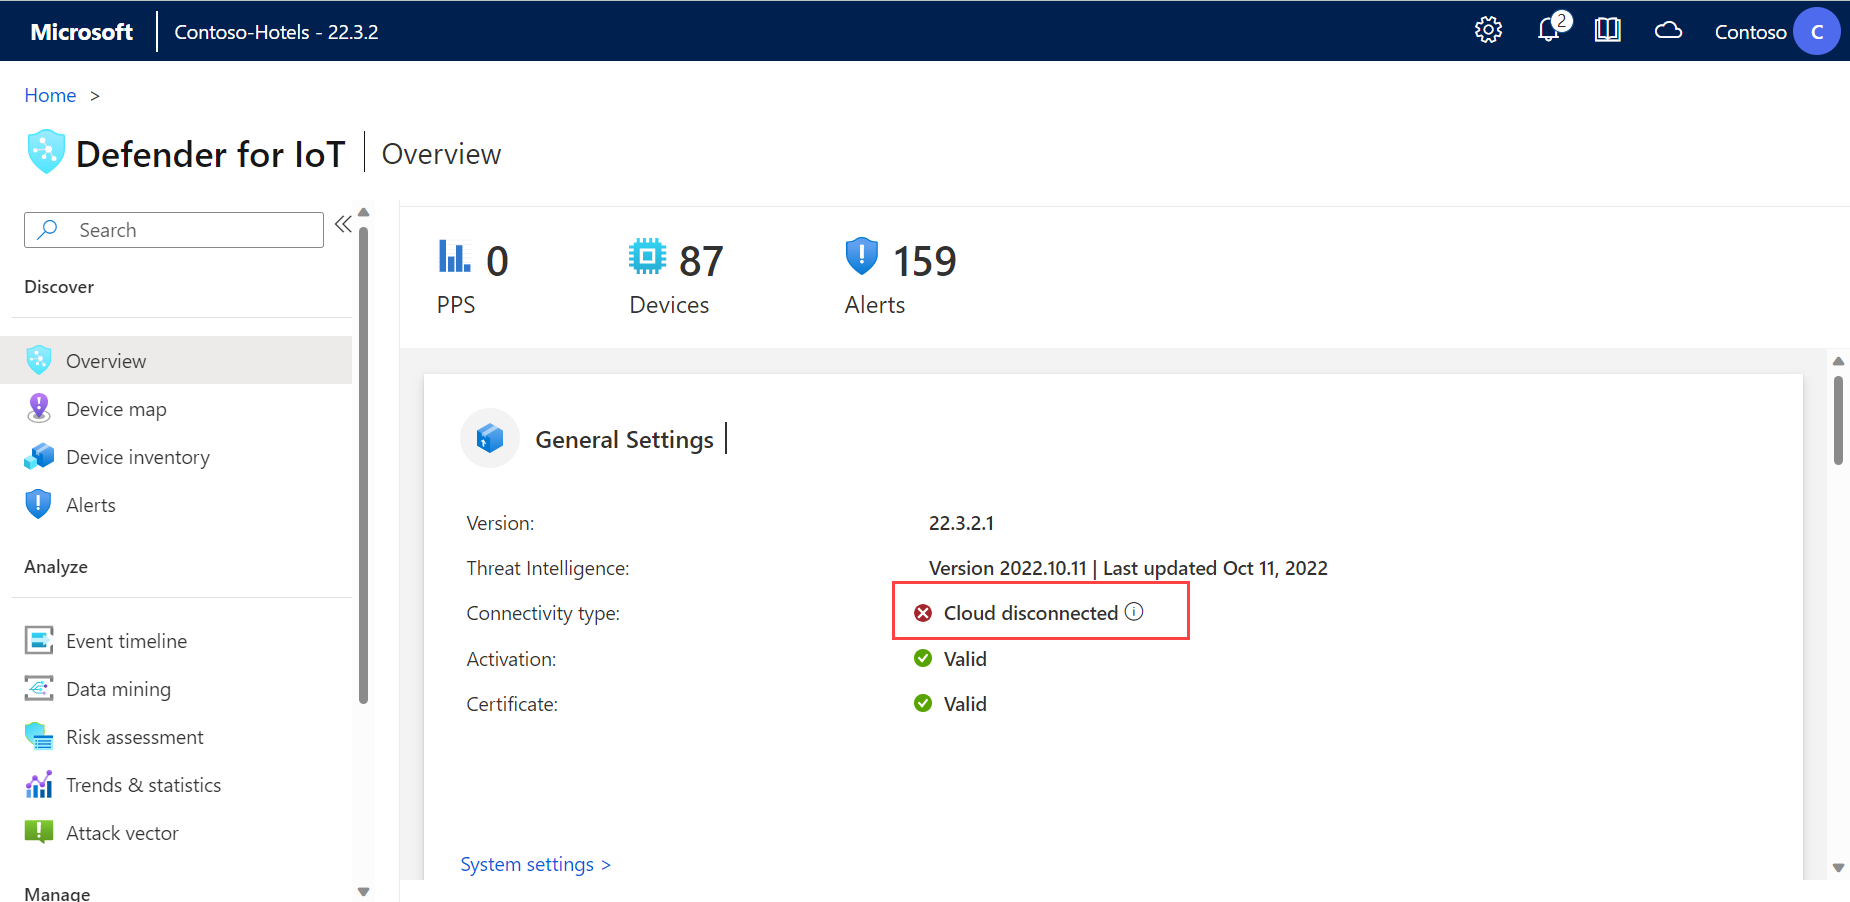 Microsoft Contoso-Hotels - 22.3.2 2 Contoso C
Home >
Defender for IoT Overview
Search
Discover
Overview
Device map
Device inventory
Alerts
Analyze
Event timeline
Data mining
Risk assessment
Trends & statistics
Attack vector
Manage
0 87 159
PPS Devices Alerts
General Settings
Version: 22.3.2.1
Threat Intelligence: Version 2022.10.11 | Last updated Oct 11, 2022
Connectivity type: Cloud disconnected
Activation: Valid
Certificate: Valid
System settings >